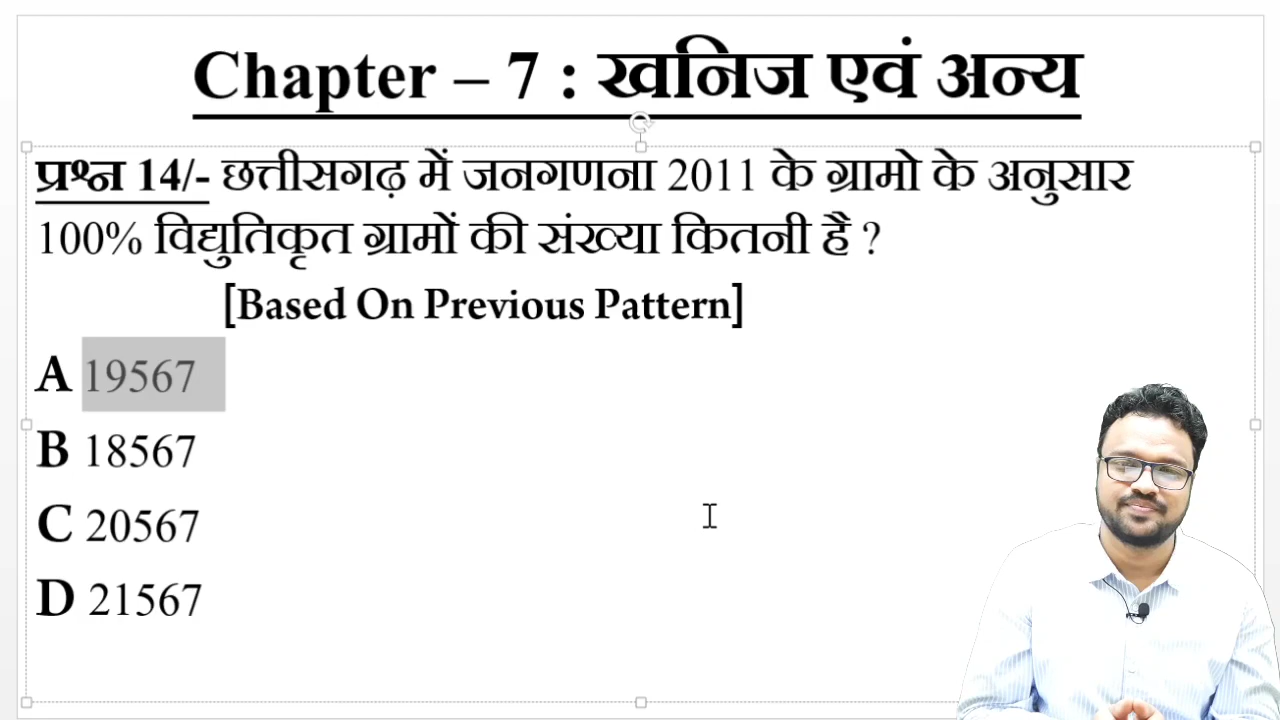 Chapter – 7 : खनिज एवं अन्य
प्रश्न 14/- छत्तीसगढ़ में जनगणना 2011 के ग्रामो के अनुसार
100% विद्युतिकृत ग्रामों की संख्या कितनी है ?
[Based On Previous Pattern]
A 19567
B 18567
C 20567
D 21567